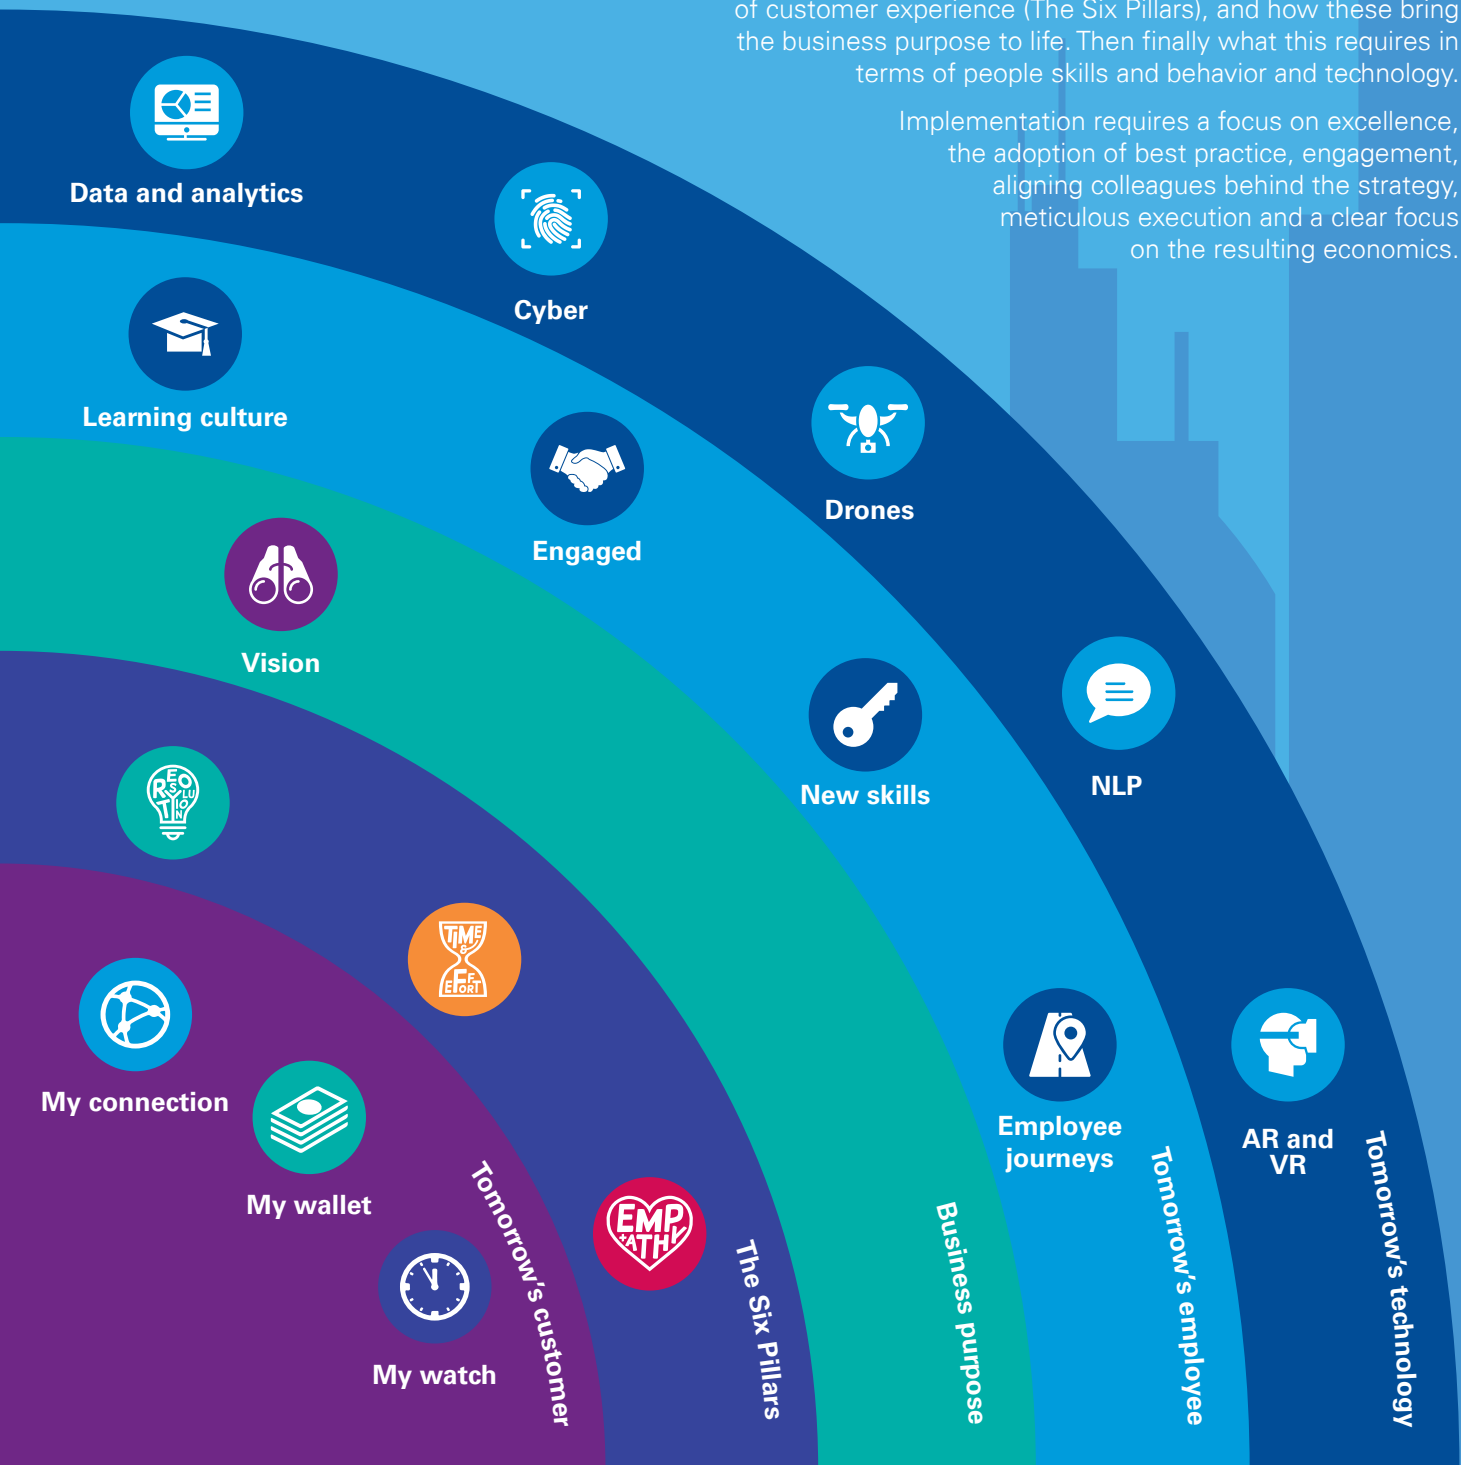 of customer experience (The Six Pillars), and how these bring
the business purpose to life. Then finally what this requires in
terms of people skills and behavior and technology.
Implementation requires a focus on excellence,
the adoption of best practice, engagement,
aligning colleagues behind the strategy,
meticulous execution and a clear focus
on the resulting economics.
Data and analytics
Cyber
Drones
NLP
AR and
VR
Tomorrow's technology
Learning culture
Engaged
New skills
Employee
journeys
Tomorrow's employee
Vision
Business purpose
RESOLUTION
TIME
&
EFFORT
EMP
ATHY
The Six Pillars
My connection
My wallet
My watch
Tomorrow's customer